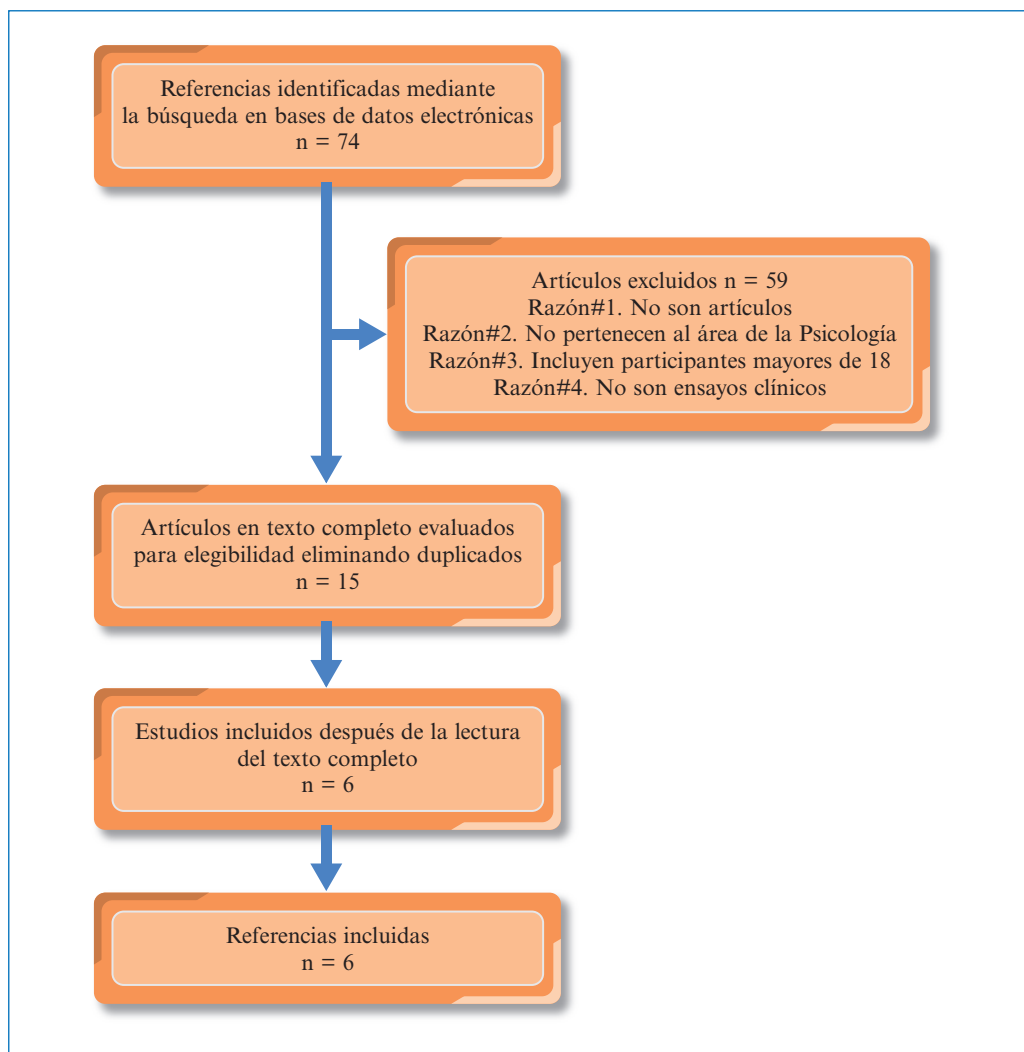 Referencias identificadas mediante
la búsqueda en bases de datos electrónicas
n = 74
Artículos excluidos n = 59
Razón#1. No son artículos
Razón#2. No pertenecen al área de la Psicología
Razón#3. Incluyen participantes mayores de 18
Razón#4. No son ensayos clínicos
Artículos en texto completo evaluados
para elegibilidad eliminando duplicados
n = 15
Estudios incluidos después de la lectura
del texto completo
n = 6
Referencias incluidas
n = 6